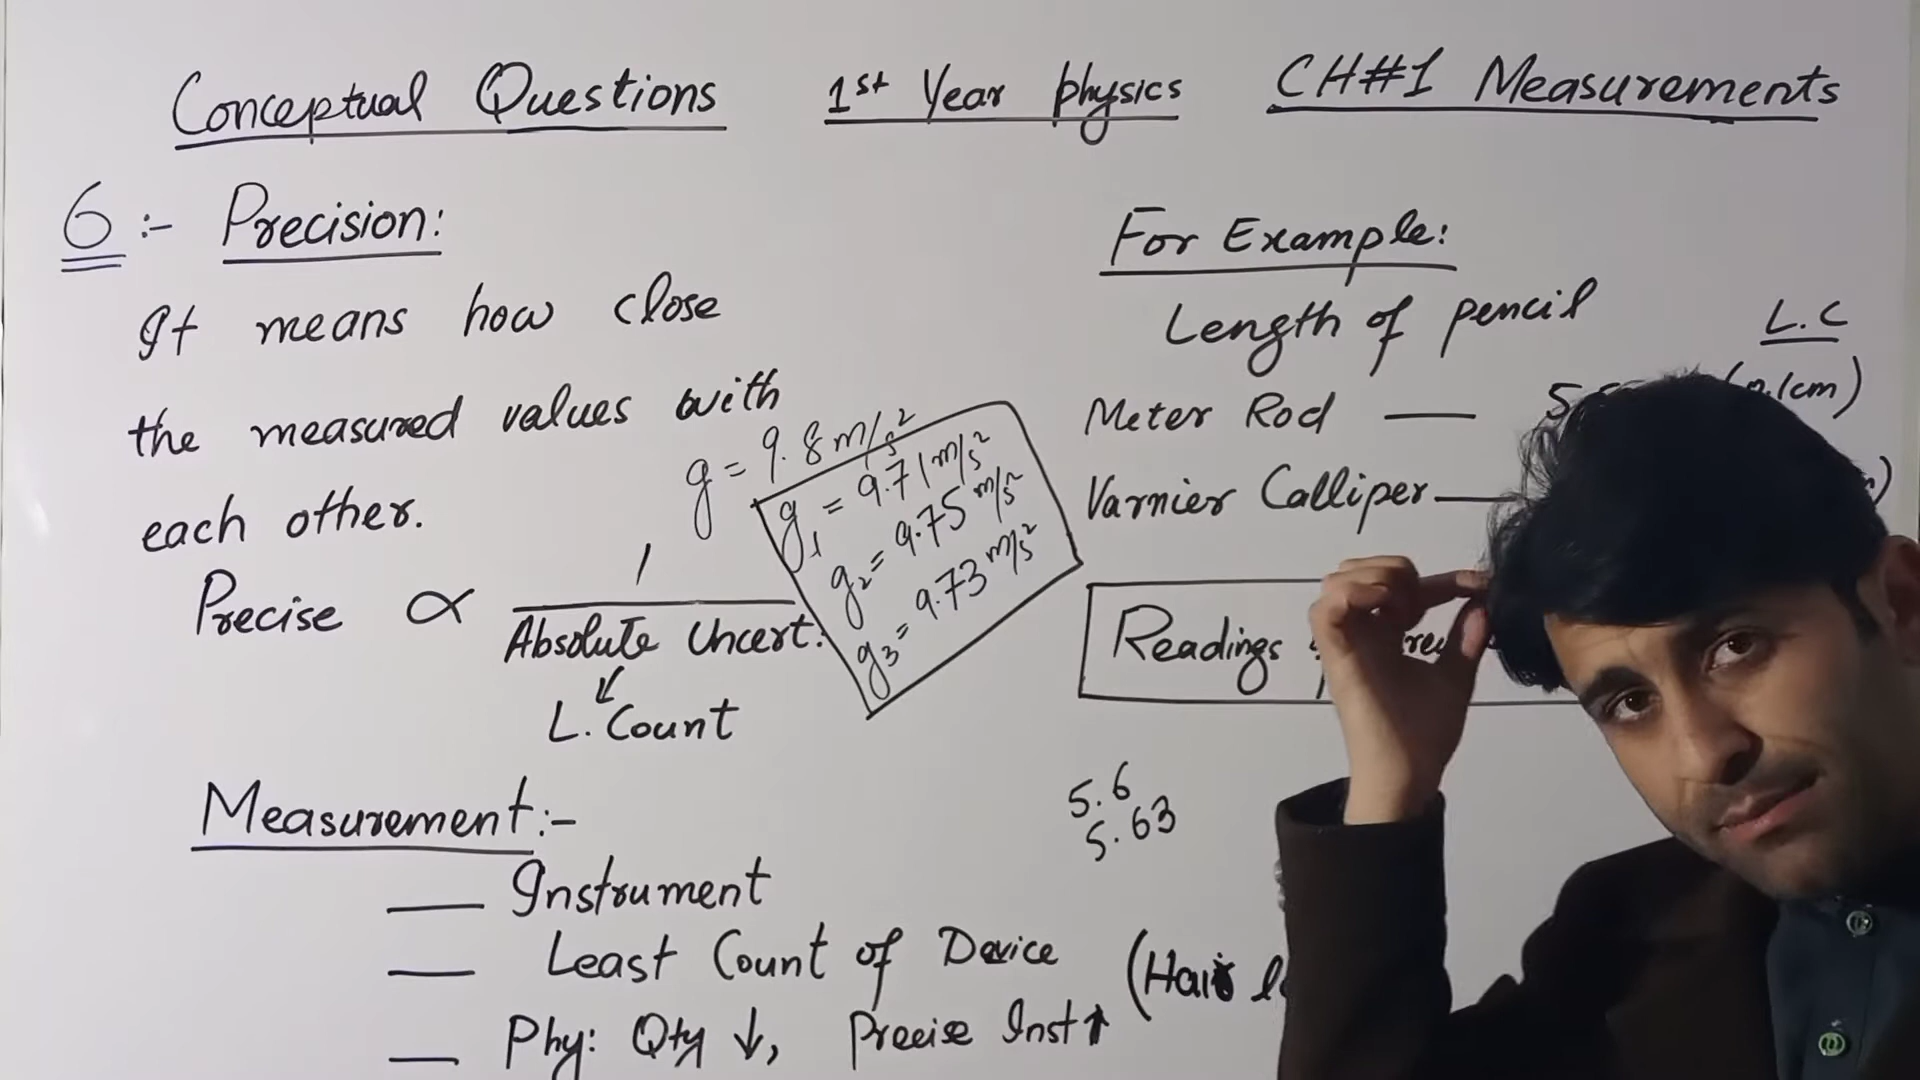 Conceptual Questions 1st Year physics CH#1 Measurements
6:- Precision:
It means how close
the measured values with
each other.
g = 9.8 m/s²
g₁ = 9.71 m/s²
g₂ = 9.75 m/s²
g₃ = 9.73 m/s²
Precise ∝ 1
Absolute Uncert:
L. Count
Measurement:-
— Instrument
— Least Count of Device (Hair
— Phy: Qty ↓, Precise Inst ↑
For Example:
Length of pencil
L.C
Meter Rod —
Varnier Calliper —
Readings
5.6
5.63